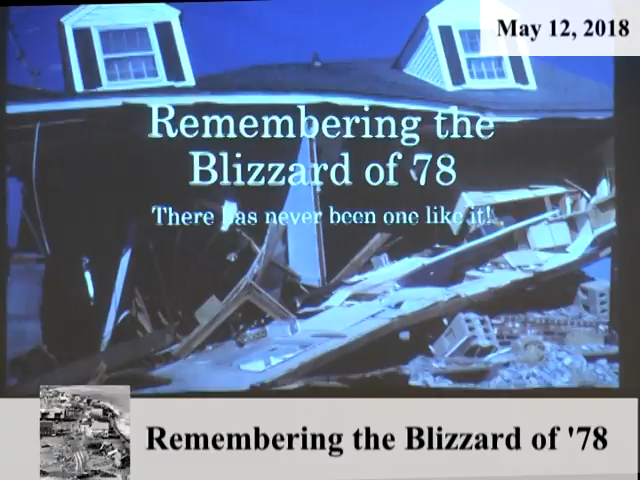 May 12, 2018
Remembering the
Blizzard of 78
There has never been one like it!
Remembering the Blizzard of '78